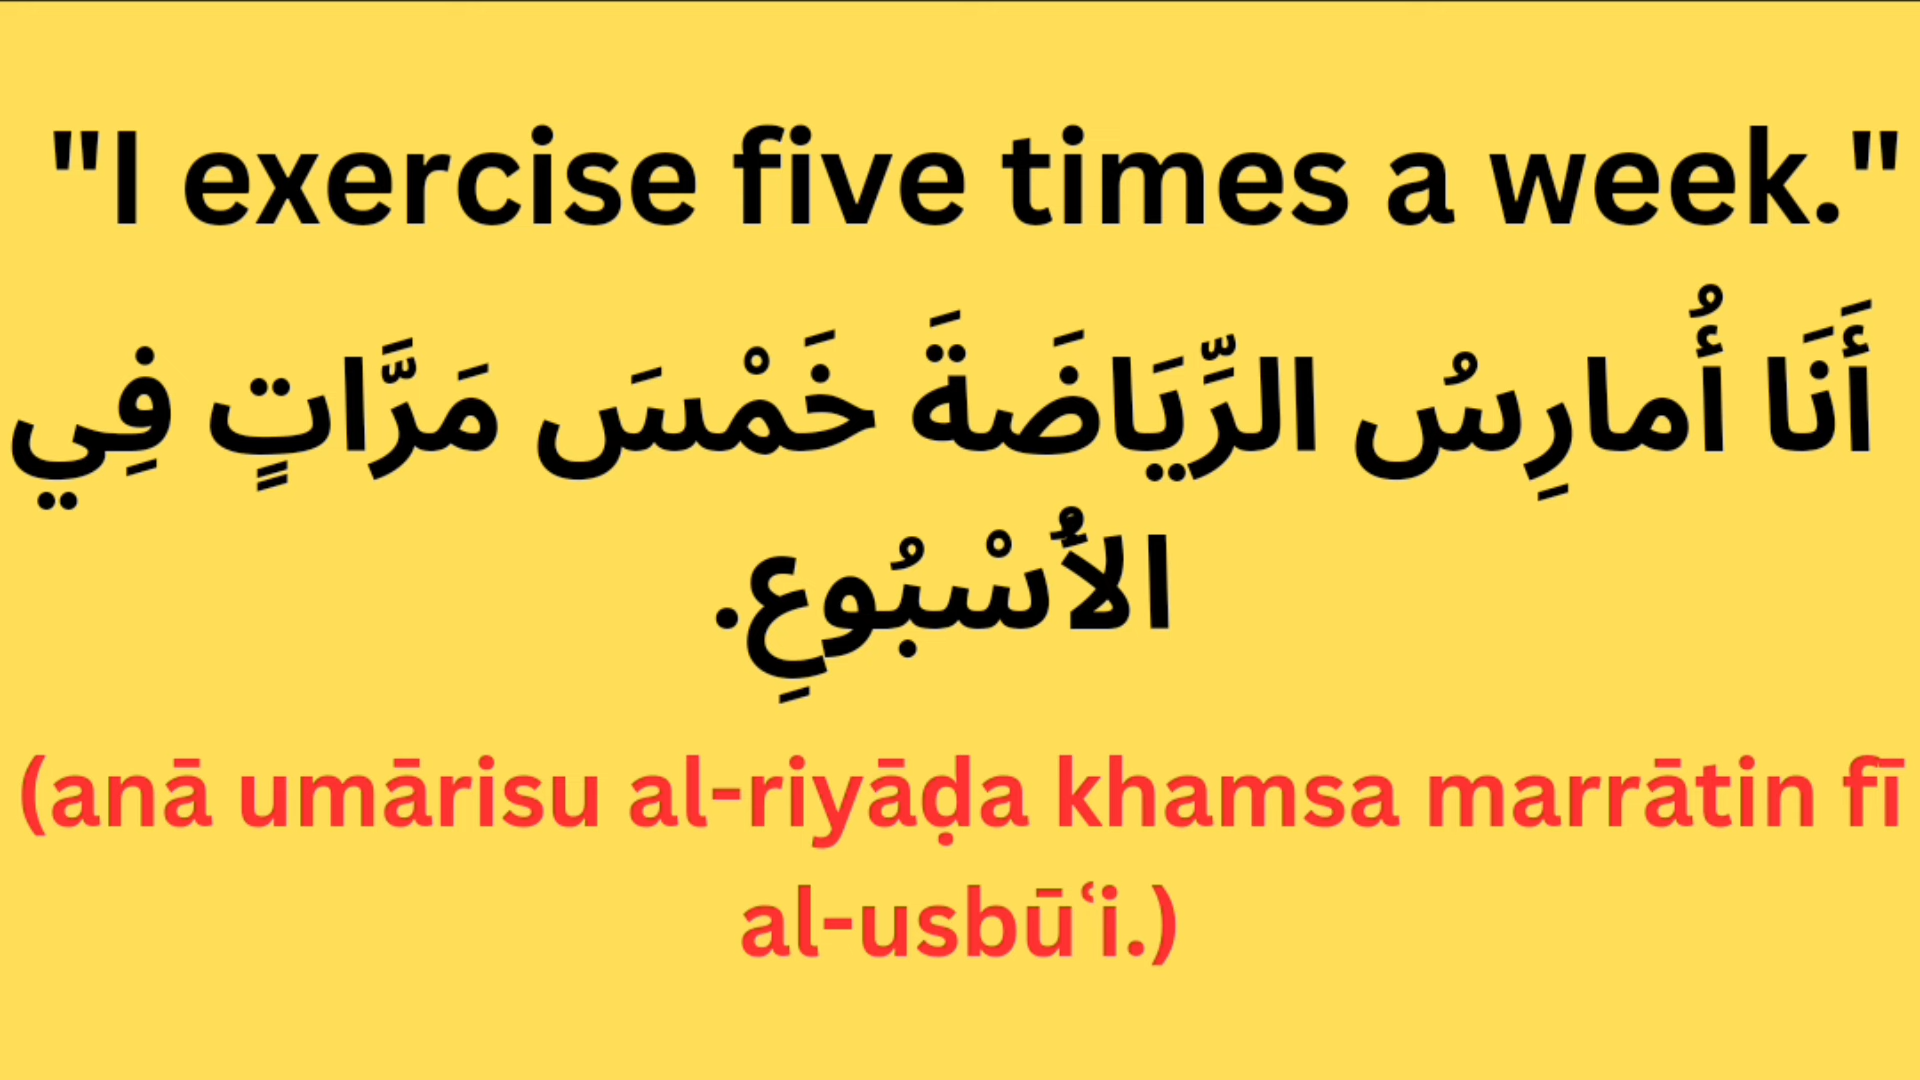 "I exercise five times a week."
أَنَا أُمارِسُ الرِّيَاضَةَ خَمْسَ مَرَّاتٍ فِي
الأُسْبُوعِ.
(anā umārisu al-riyāḍa khamsa marrātin fī
al-usbūʿi.)